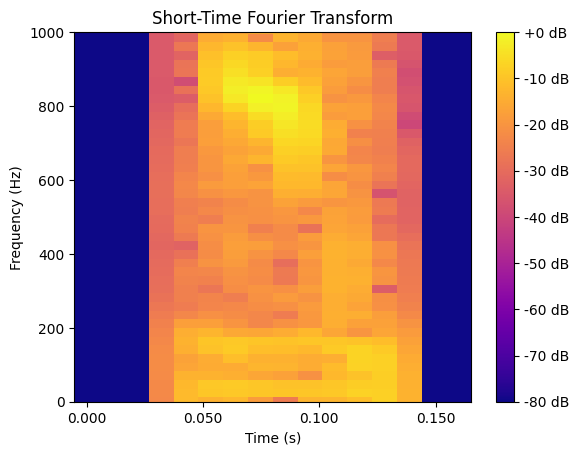 Short-Time Fourier Transform
1000
800
600
400
200
0
Frequency (Hz)
0.000
0.050
0.100
0.150
Time (s)
+0 dB
-10 dB
-20 dB
-30 dB
-40 dB
-50 dB
-60 dB
-70 dB
-80 dB